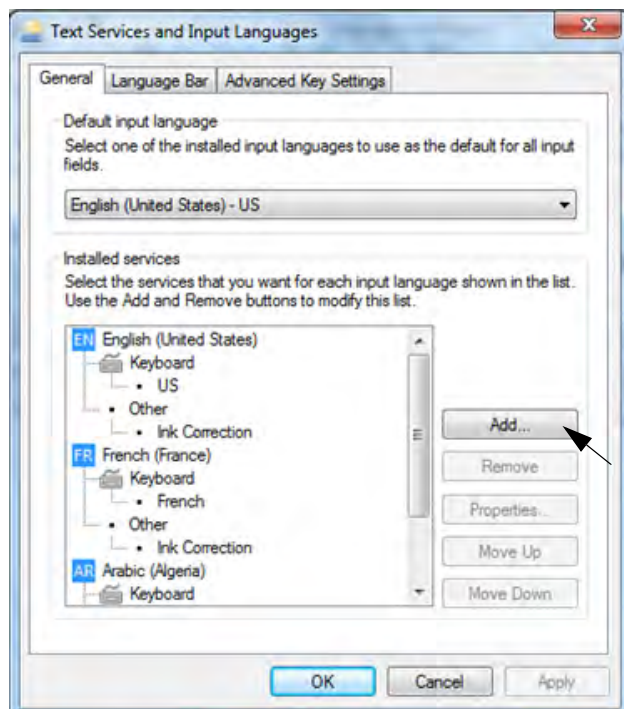 Text Services and Input Languages
General
Language Bar
Advanced Key Settings
Default input language
Select one of the installed input languages to use as the default for all input
fields.
English (United States) - US
Installed services
Select the services that you want for each input language shown in the list.
Use the Add and Remove buttons to modify this list.
EN English (United States)
Keyboard
• US
• Other
• Ink Correction
FR French (France)
Keyboard
• French
• Other
• Ink Correction
AR Arabic (Algeria)
Keyboard
Add...
Remove
Properties...
Move Up
Move Down
OK
Cancel
Apply